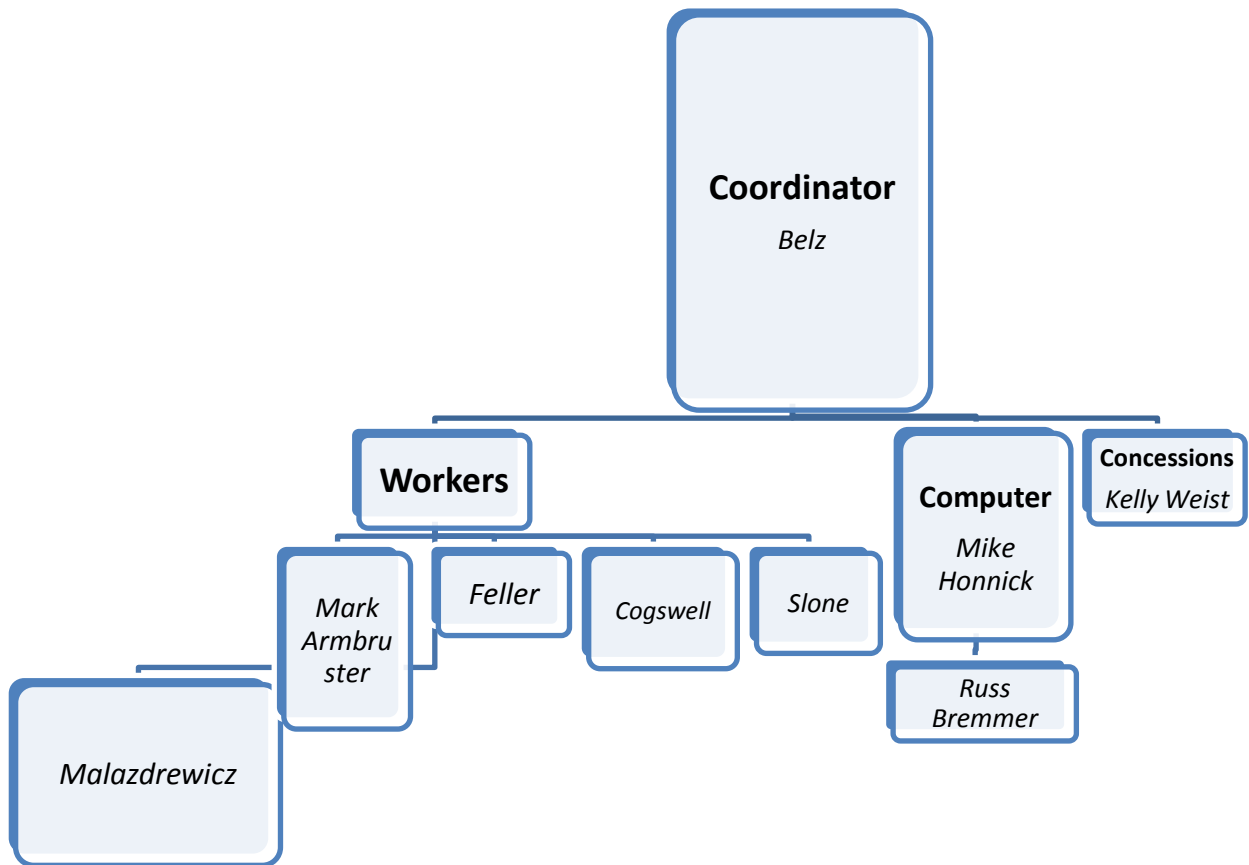 Coordinator
Belz
Workers
Computer
Mike
Honnick
Concessions
Kelly Weist
Mark
Armbru
ster
Feller
Cogswell
Slone
Russ
Bremmer
Malazdrewicz